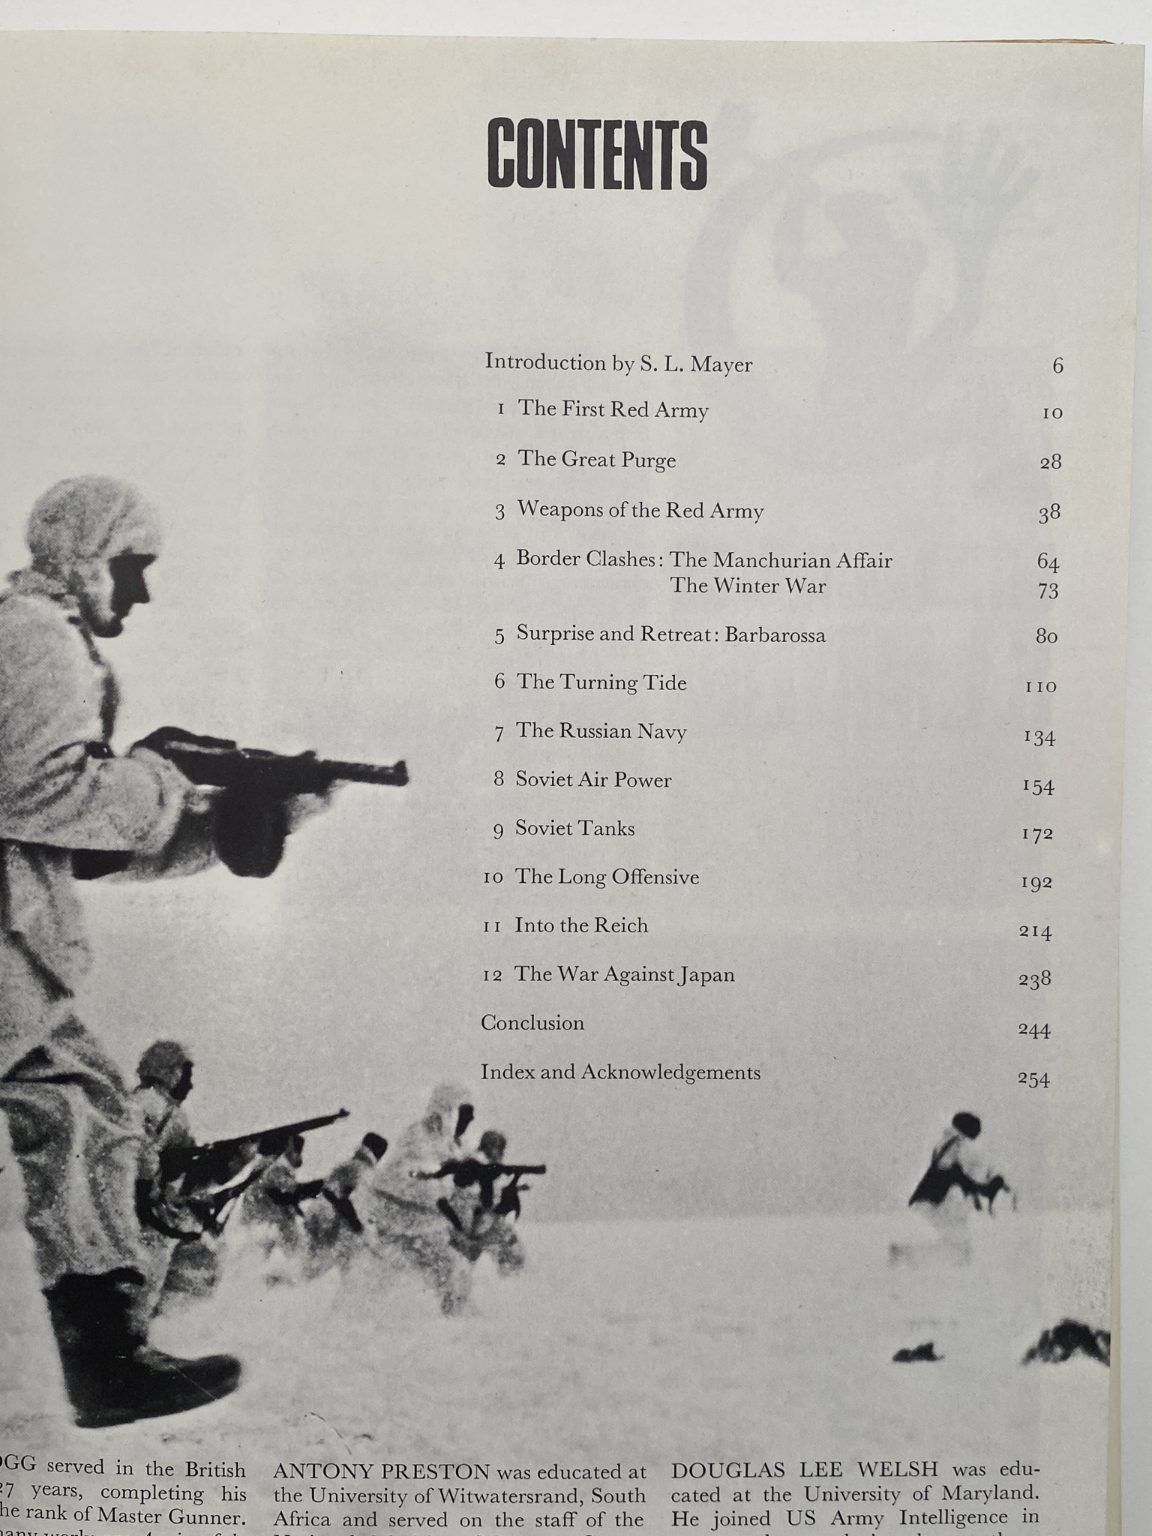 CONTENTS
Introduction by S. L. Mayer 6
1 The First Red Army 10
2 The Great Purge 28
3 Weapons of the Red Army 38
4 Border Clashes: The Manchurian Affair 64
The Winter War 73
5 Surprise and Retreat: Barbarossa 80
6 The Turning Tide 110
7 The Russian Navy 134
8 Soviet Air Power 154
9 Soviet Tanks 172
10 The Long Offensive 192
11 Into the Reich 214
12 The War Against Japan 238
Conclusion 244
Index and Acknowledgements 254
served in the British
years, completing his
rank of Master Gunner.
ANTONY PRESTON was educated at
the University of Witwatersrand, South
Africa and served on the staff of the
DOUGLAS LEE WELSH was edu-
cated at the University of Maryland.
He joined US Army Intelligence in